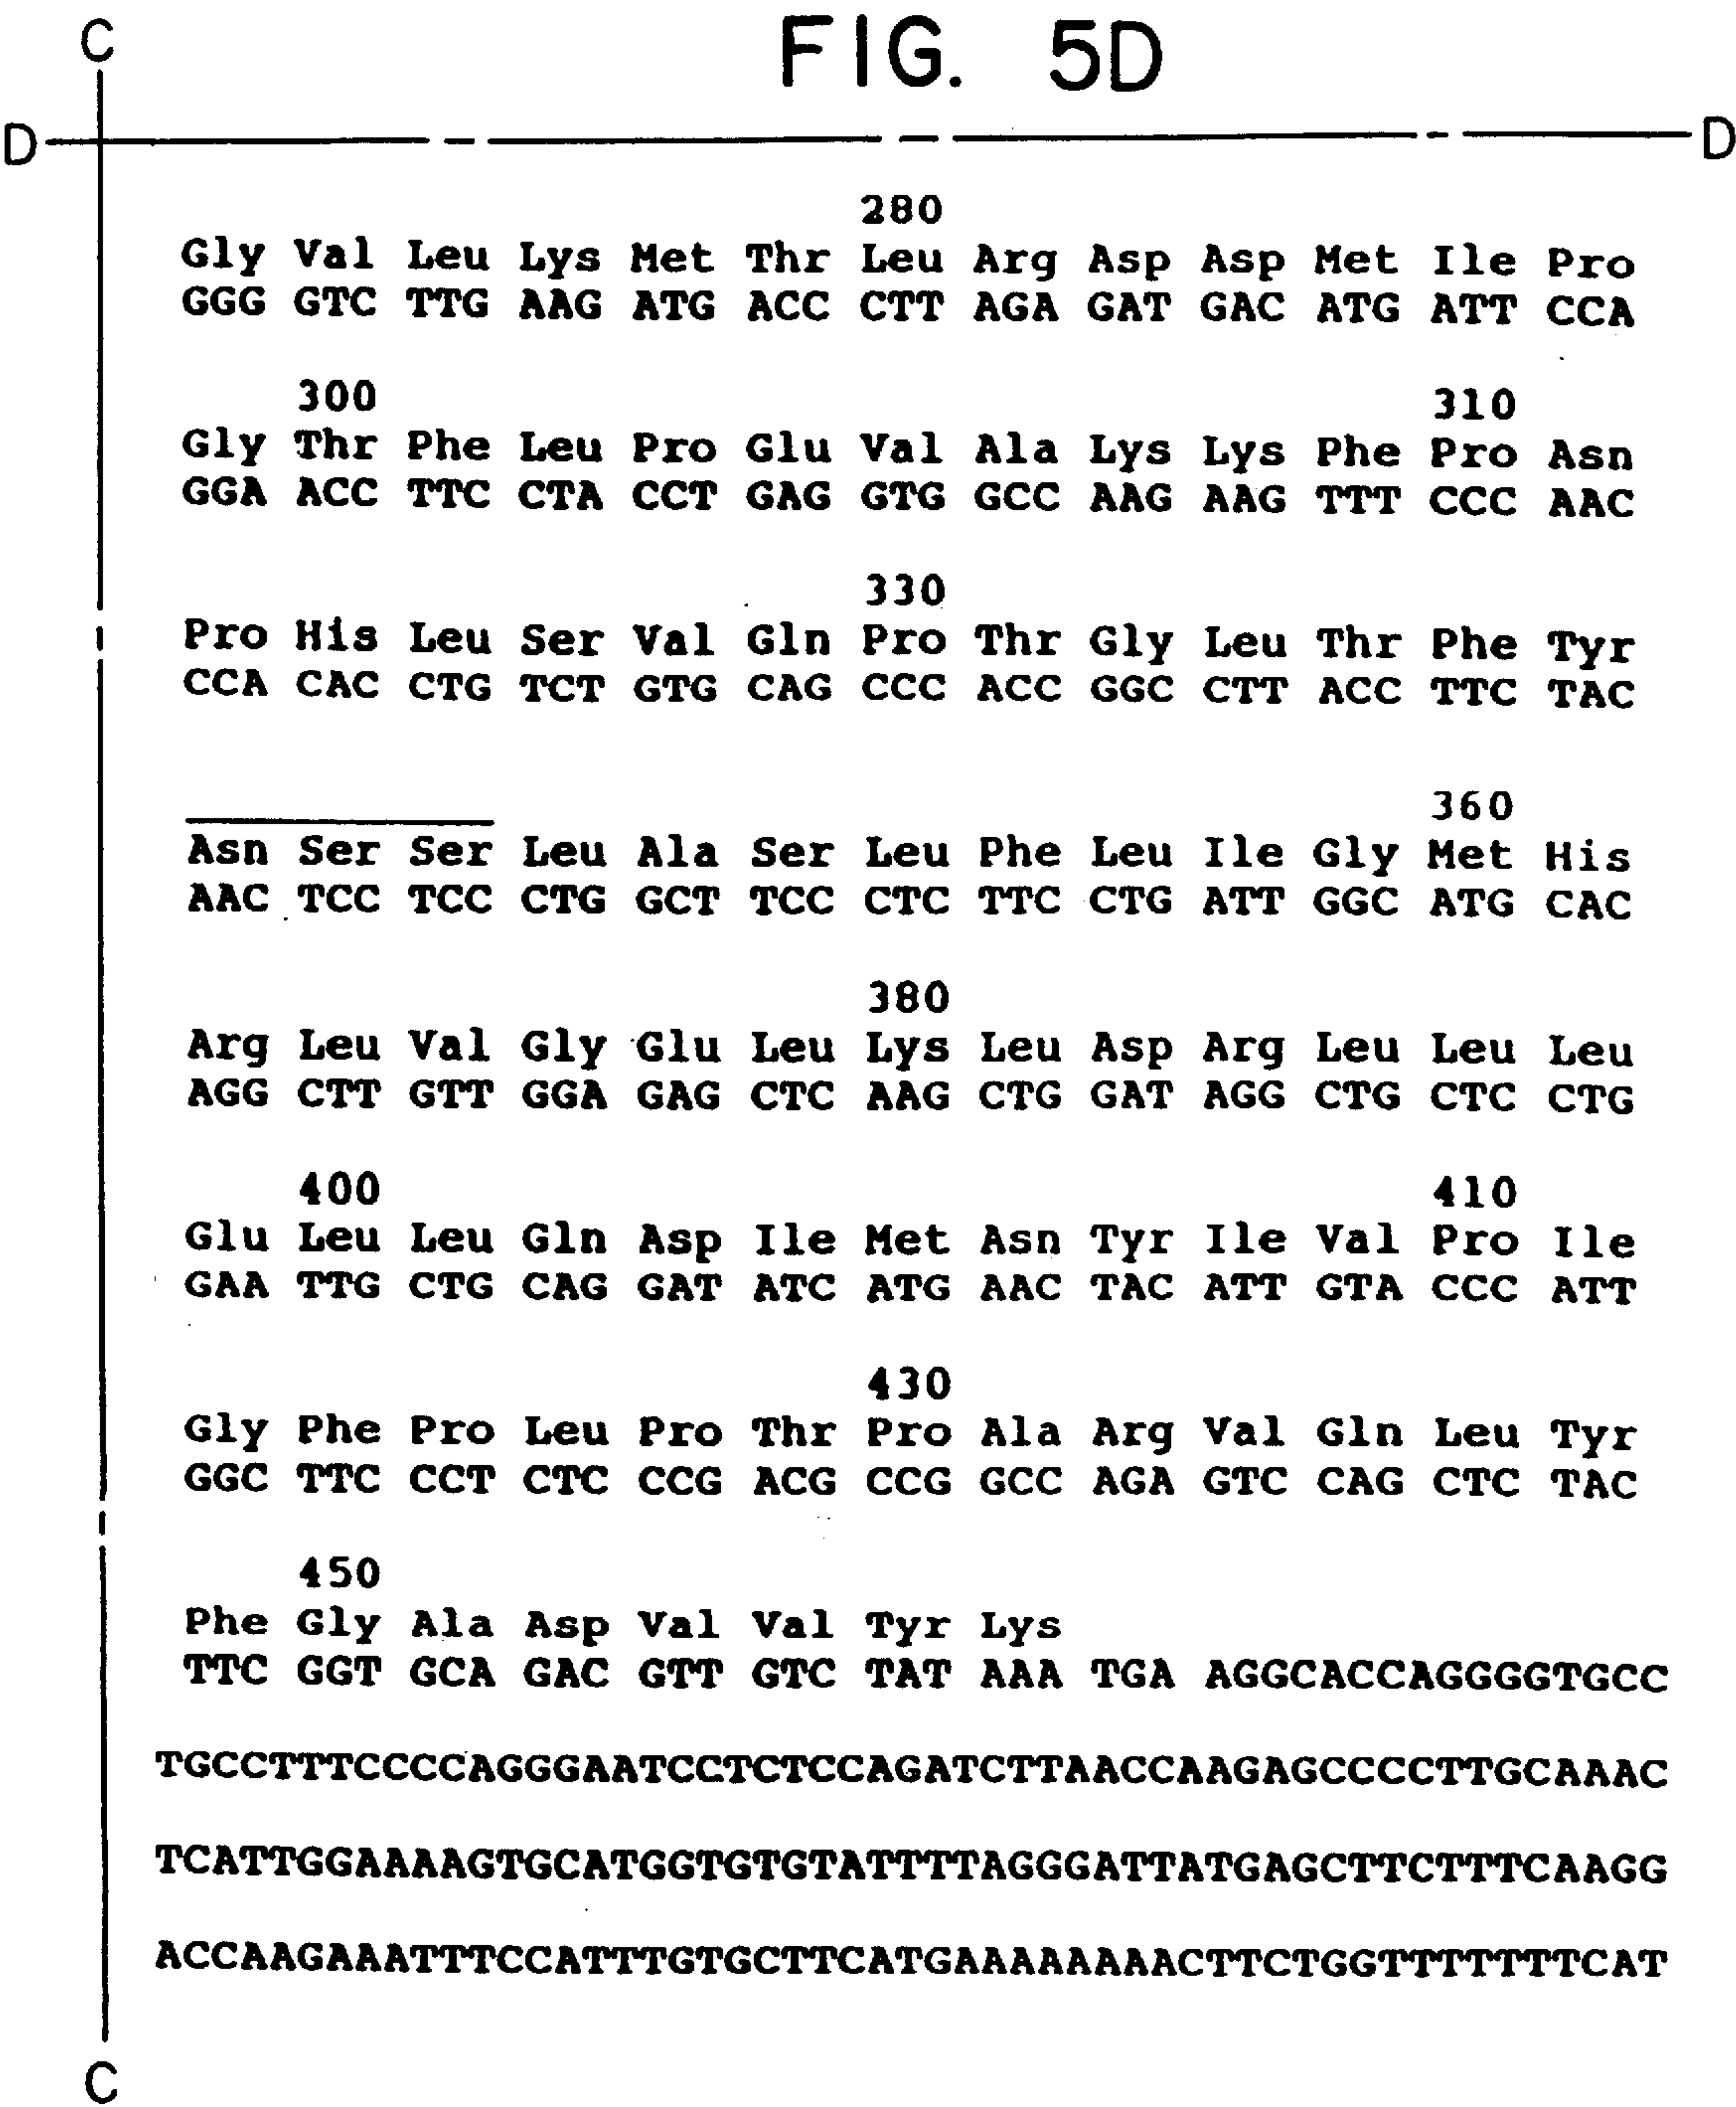 FIG. 5D
C
D D
280
Gly Val Leu Lys Met Thr Leu Arg Asp Asp Met Ile Pro
GGG GTC TTG AAG ATG ACC CTT AGA GAT GAC ATG ATT CCA
300 310
Gly Thr Phe Leu Pro Glu Val Ala Lys Lys Phe Pro Asn
GGA ACC TTC CTA CCT GAG GTG GCC AAG AAG TTT CCC AAC
330
Pro His Leu Ser Val Gln Pro Thr Gly Leu Thr Phe Tyr
CCA CAC CTG TCT GTG CAG CCC ACC GGC CTT ACC TTC TAC
360
Asn Ser Ser Leu Ala Ser Leu Phe Leu Ile Gly Met His
AAC TCC TCC CTG GCT TCC CTC TTC CTG ATT GGC ATG CAC
380
Arg Leu Val Gly Glu Leu Lys Leu Asp Arg Leu Leu Leu
AGG CTT GTT GGA GAG CTC AAG CTG GAT AGG CTG CTC CTG
400 410
Glu Leu Leu Gln Asp Ile Met Asn Tyr Ile Val Pro Ile
GAA TTG CTG CAG GAT ATC ATG AAC TAC ATT GTA CCC ATT
430
Gly Phe Pro Leu Pro Thr Pro Ala Arg Val Gln Leu Tyr
GGC TTC CCT CTC CCG ACG CCG GCC AGA GTC CAG CTC TAC
450
Phe Gly Ala Asp Val Val Tyr Lys
TTC GGT GCA GAC GTT GTC TAT AAA TGA AGGCACCAGGGGTGCC
TGCCTTTCCCCAGGGAATCCTCTCCAGATCTTAACCAAGAGCCCCTTGCAAAC
TCATTGGAAAAGTGCATGGTGTGTATTTTAGGGATTATGAGCTTCTTTCAAGG
ACCAAGAAATTTCCATTTGTGCTTCATGAAAAAAAACTTCTGGTTTTTTTCAT
C